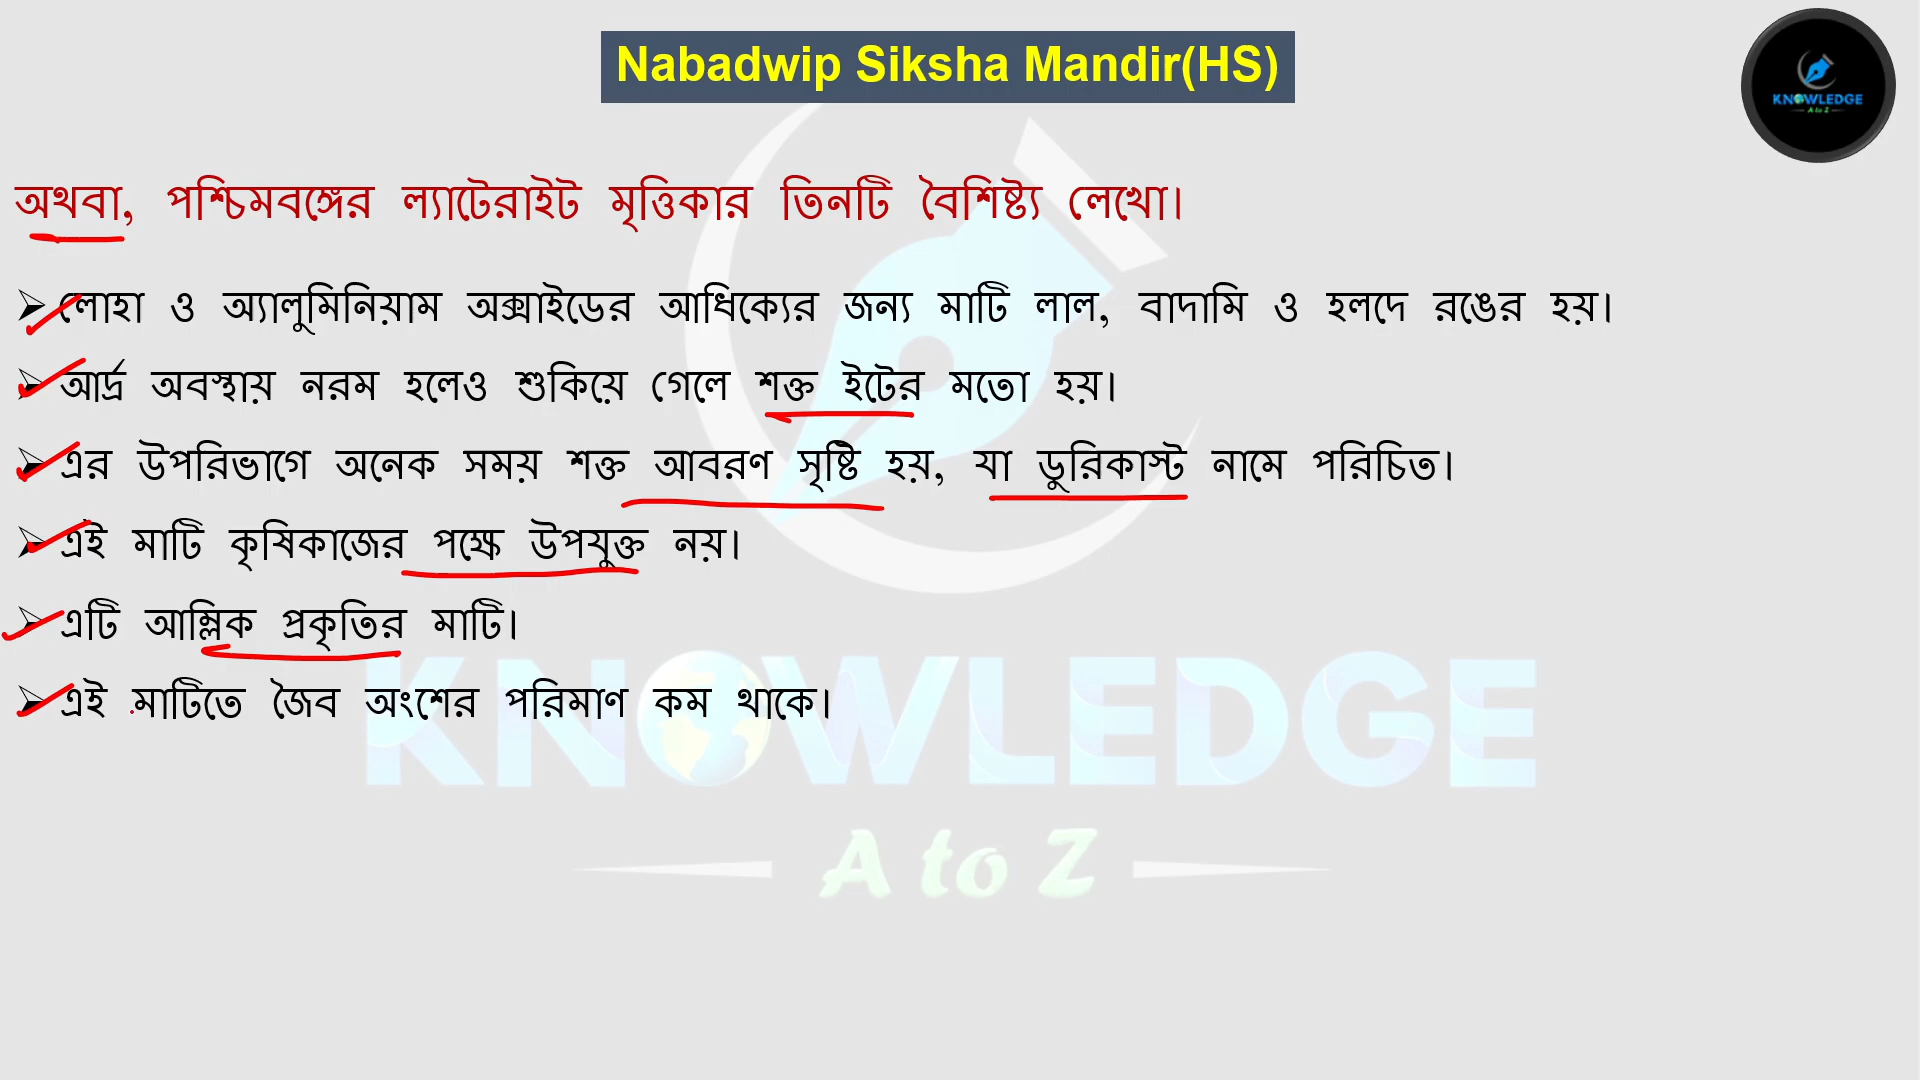 Nabadwip Siksha Mandir(HS)
KNOWLEDGE
A to Z
অথবা, পশ্চিমবঙ্গের ল্যাটেরাইট মৃত্তিকার তিনটি বৈশিষ্ট্য লেখো।
➢ লোহা ও অ্যালুমিনিয়াম অক্সাইডের আধিক্যের জন্য মাটি লাল, বাদামি ও হলদে রঙের হয়।
➢ আর্দ্র অবস্থায় নরম হলেও শুকিয়ে গেলে শক্ত ইটের মতো হয়।
➢ এর উপরিভাগে অনেক সময় শক্ত আবরণ সৃষ্টি হয়, যা ডুরিকাস্ট নামে পরিচিত।
➢ এই মাটি কৃষিকাজের পক্ষে উপযুক্ত নয়।
➢ এটি আম্লিক প্রকৃতির মাটি।
➢ এই মাটিতে জৈব অংশের পরিমাণ কম থাকে।
KNOWLEDGE
A to Z